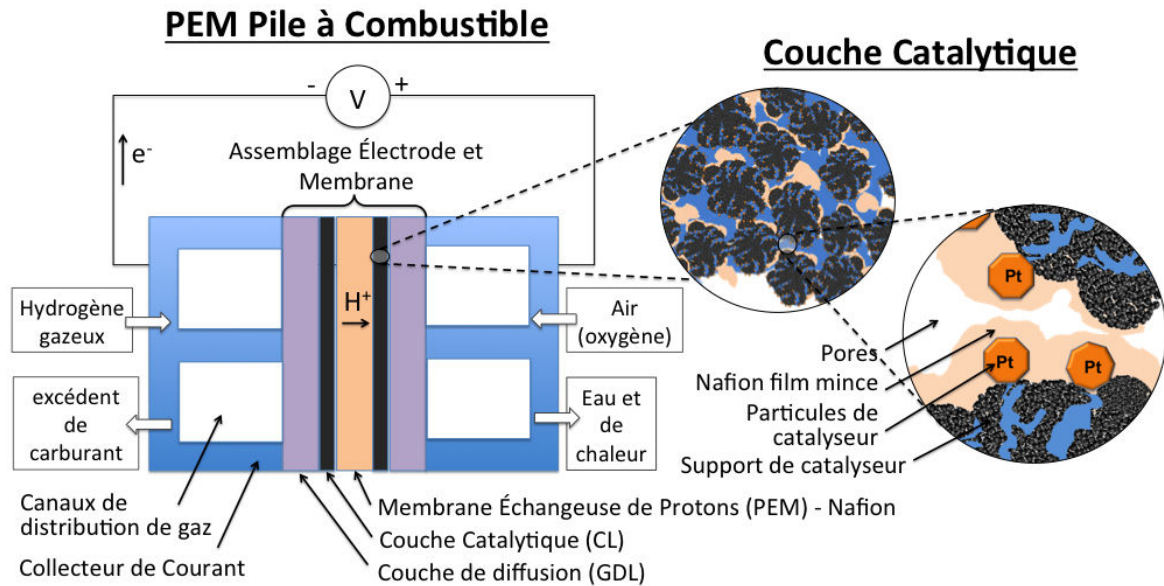 PEM Pile à Combustible
Couche Catalytique
- V +
e-
Assemblage Électrode et
Membrane
H+
Hydrogène
gazeux
Air
(oxygène)
excédent
de
carburant
Eau et
de
chaleur
Canaux de
distribution de gaz
Collecteur de Courant
Membrane Échangeuse de Protons (PEM) - Nafion
Couche Catalytique (CL)
Couche de diffusion (GDL)
Pt
Pt
Pt
Pores
Nafion film mince
Particules de
catalyseur
Support de catalyseur